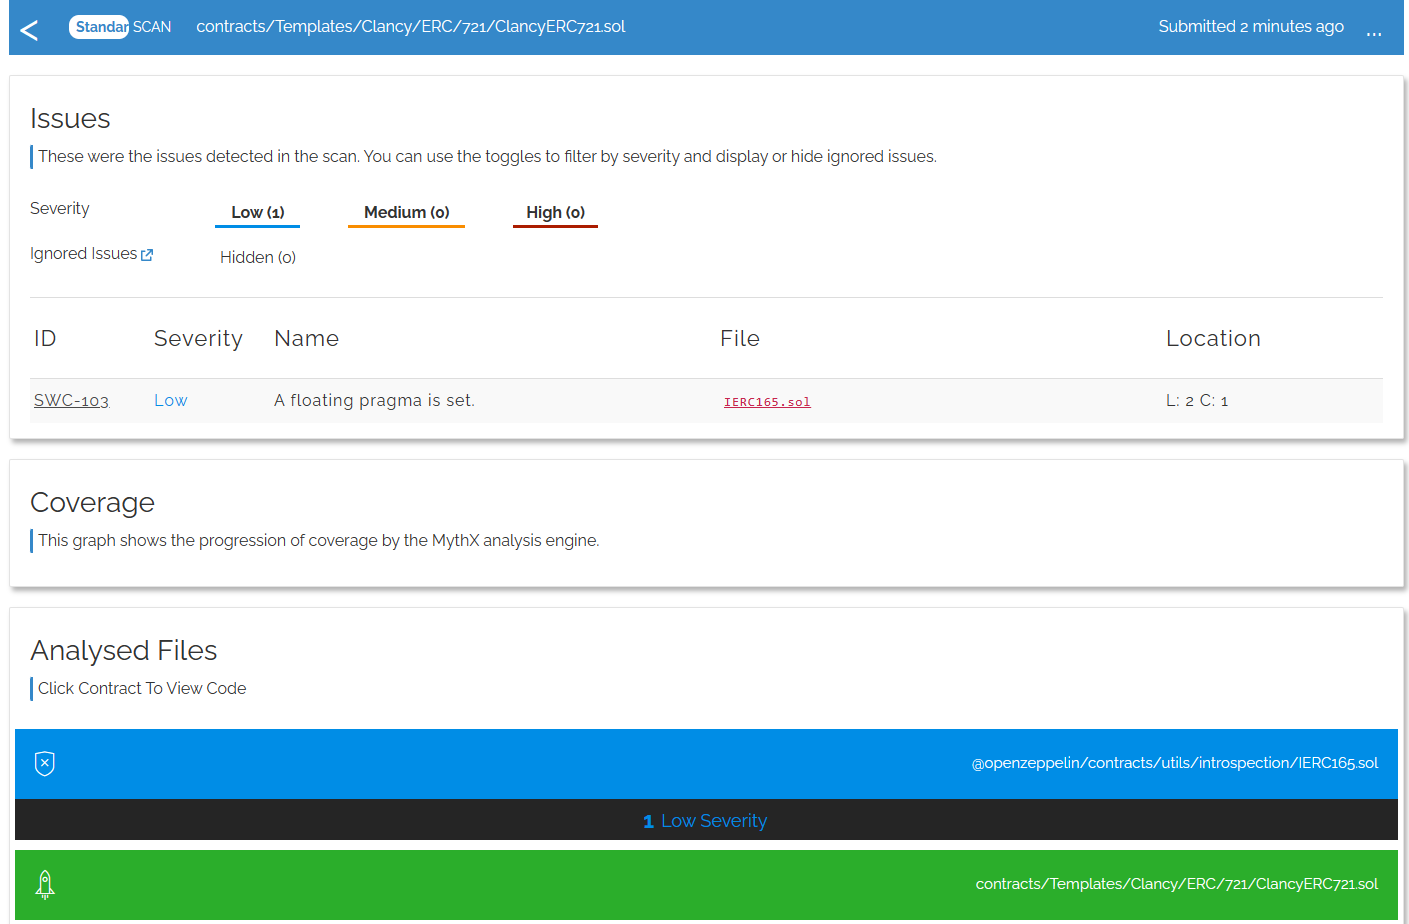 < Standar SCAN contracts/Templates/Clancy/ERC/721/ClancyERC721.sol Submitted 2 minutes ago ...
Issues
These were the issues detected in the scan. You can use the toggles to filter by severity and display or hide ignored issues.
Severity Low (1) Medium (0) High (0)
Ignored Issues Hidden (0)
ID Severity Name File Location
SWC-103 Low A floating pragma is set. IERC165.sol L: 2 C: 1
Coverage
This graph shows the progression of coverage by the MythX analysis engine.
Analysed Files
Click Contract To View Code
@openzeppelin/contracts/utils/introspection/IERC165.sol
1 Low Severity
contracts/Templates/Clancy/ERC/721/ClancyERC721.sol